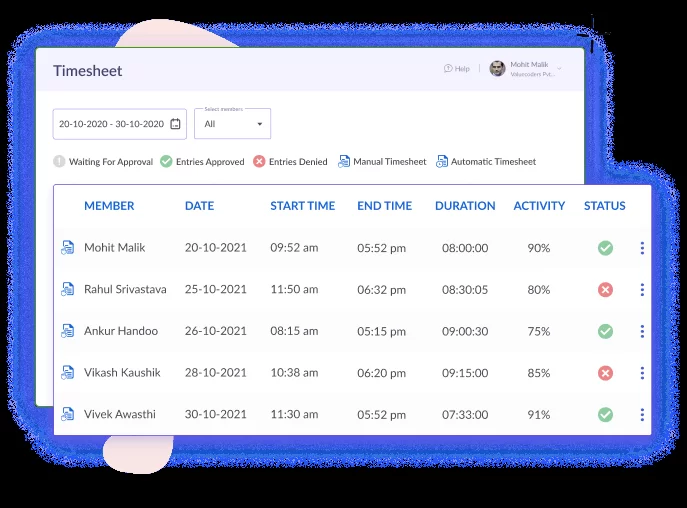 Timesheet
Help
Mohit Malik
Valuecoders Pvt...
Select members
20-10-2020 - 30-10-2020
All
Waiting For Approval Entries Approved Entries Denied Manual Timesheet Automatic Timesheet
MEMBER DATE START TIME END TIME DURATION ACTIVITY STATUS
Mohit Malik 20-10-2021 09:52 am 05:52 pm 08:00:00 90%
Rahul Srivastava 25-10-2021 11:50 am 06:32 pm 08:30:05 80%
Ankur Handoo 26-10-2021 08:15 am 05:15 pm 09:00:30 75%
Vikash Kaushik 28-10-2021 10:38 am 06:20 pm 09:15:00 85%
Vivek Awasthi 30-10-2021 11:30 am 05:52 pm 07:33:00 91%